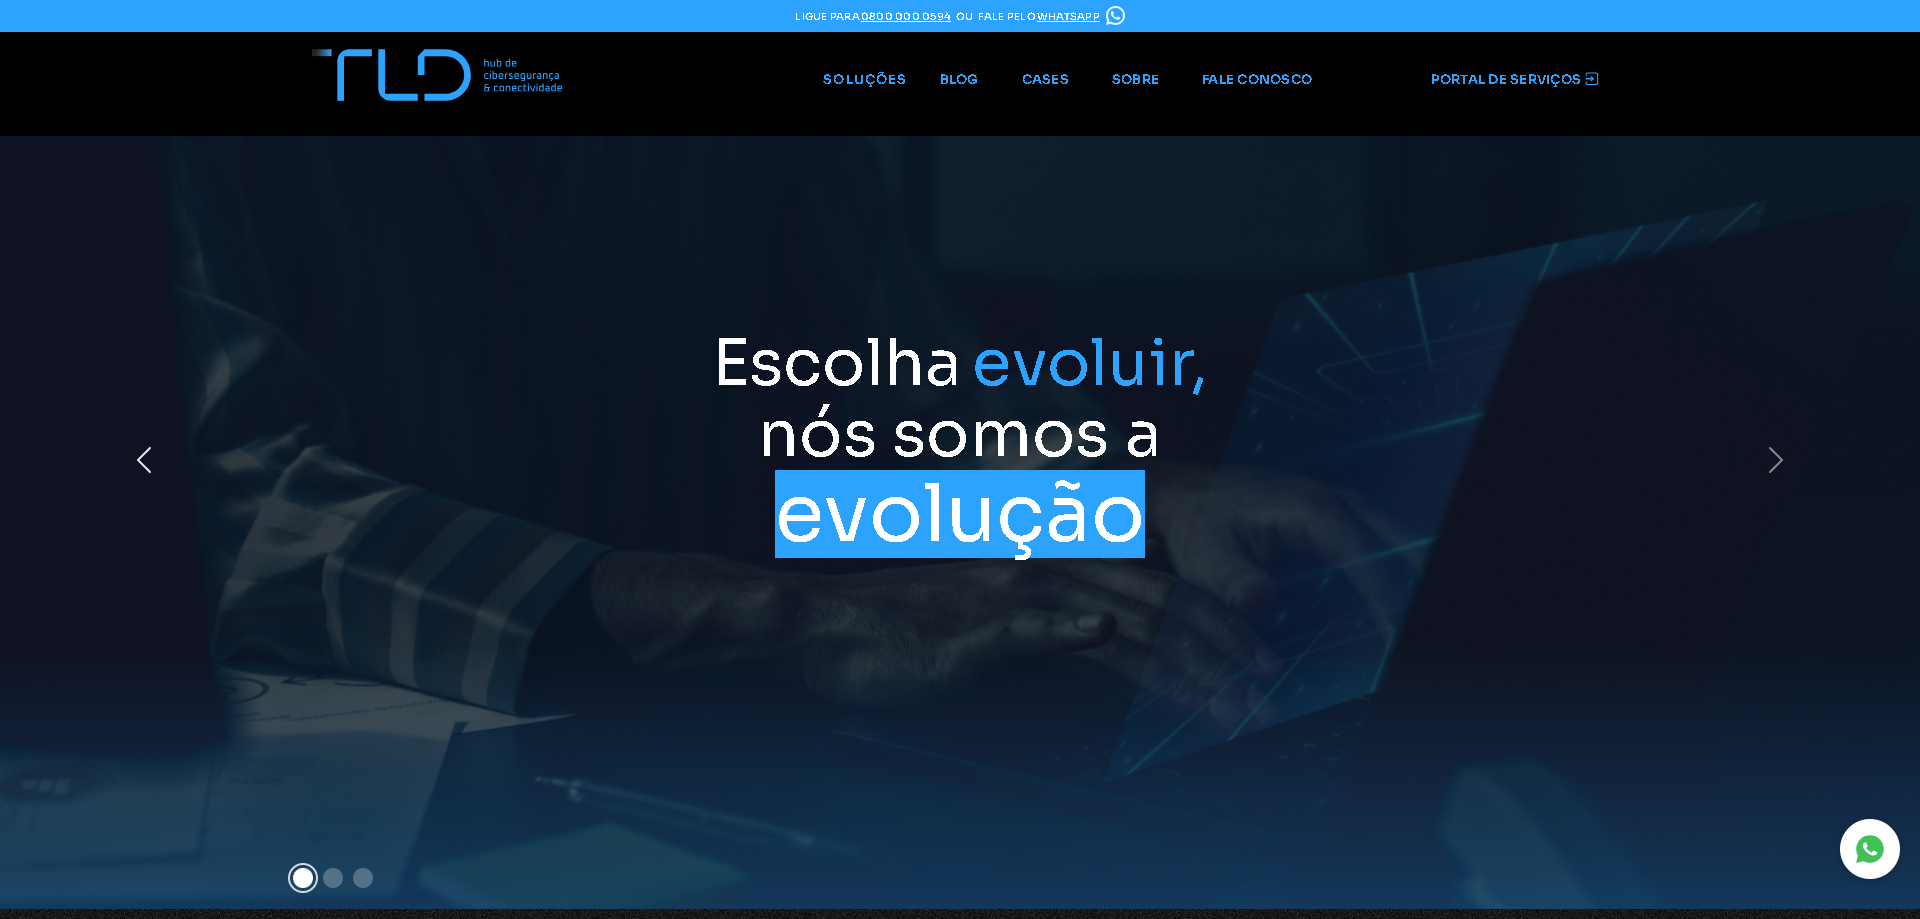 LIGUE PARA 0800 000 0594 OU FALE PELO WHATSAPP
TLD
hub de
cibersegurança
& conectividade
SOLUÇÕES BLOG CASES SOBRE FALE CONOSCO PORTAL DE SERVIÇOS
Escolha evoluir,
nós somos a
evolução